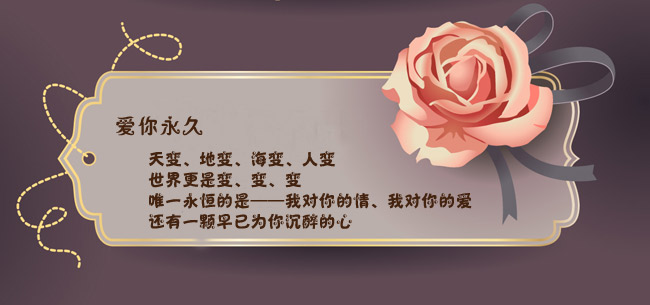 爱你永久
天变、地变、海变、人变
世界更是变、变、变
唯一永恒的是——我对你的情、我对你的爱
还有一颗早已为你沉醉的心